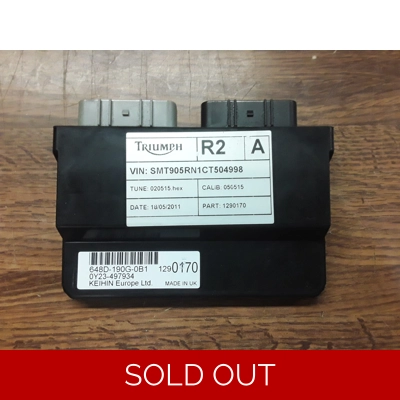 TRIUMPH R2 A
VIN: SMT905RN1CT504998
TUNE: 020515.hex CALIB: 050515
DATE: 18/05/2011 PART: 1290170
648D-190G-0B1 1290170
0Y23-497934
KEIHIN Europe Ltd. MADE IN UK
SOLD OUT